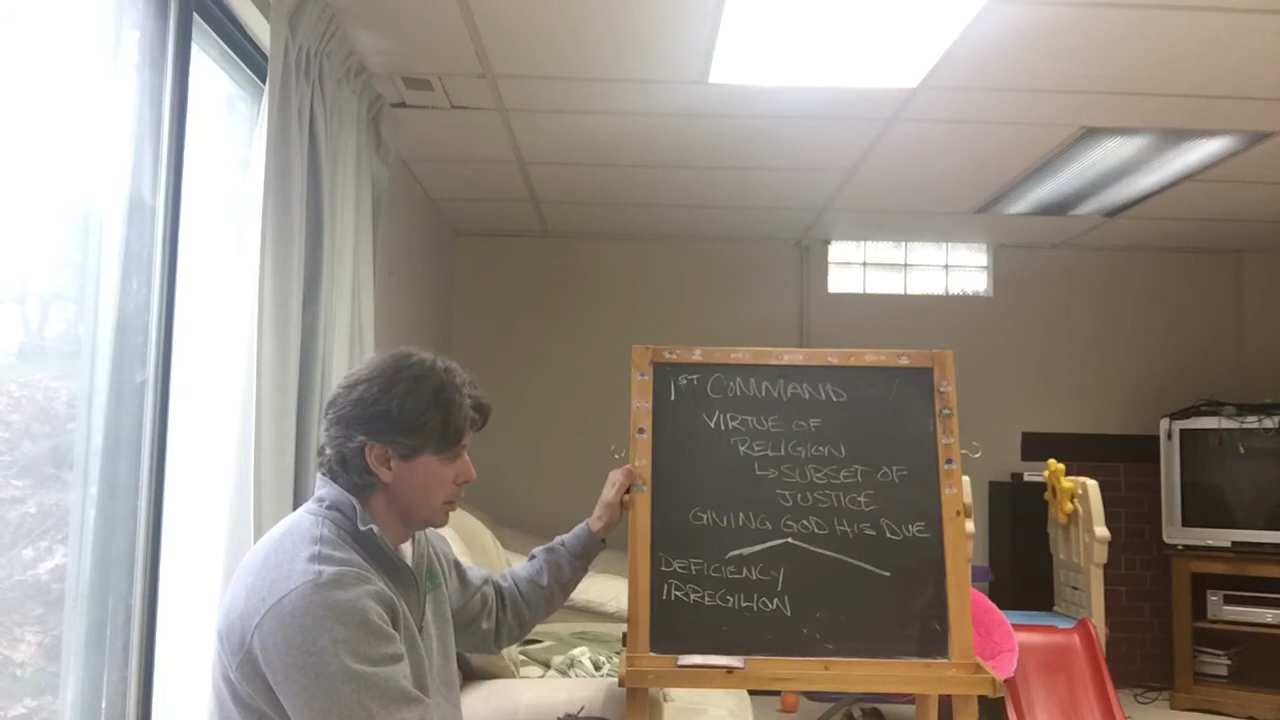 1ST COMMAND
VIRTUE OF
RELIGION
↳SUBSET OF
JUSTICE
GIVING GOD HIS DUE
DEFICIENCY
IRREGILION